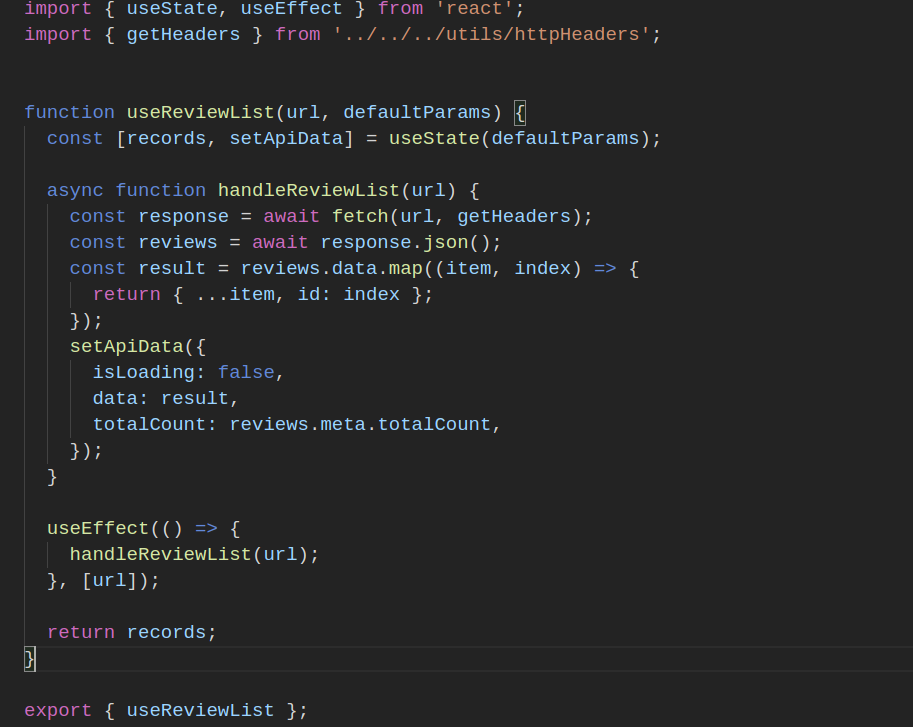 import { useState, useEffect } from 'react';
import { getHeaders } from '../../../utils/httpHeaders';
function useReviewList(url, defaultParams) {
  const [records, setApiData] = useState(defaultParams);
  async function handleReviewList(url) {
    const response = await fetch(url, getHeaders);
    const reviews = await response.json();
    const result = reviews.data.map((item, index) => {
      return { ...item, id: index };
    });
    setApiData({
      isLoading: false,
      data: result,
      totalCount: reviews.meta.totalCount,
    });
  }
  useEffect(() => {
    handleReviewList(url);
  }, [url]);
  return records;
}
export { useReviewList };